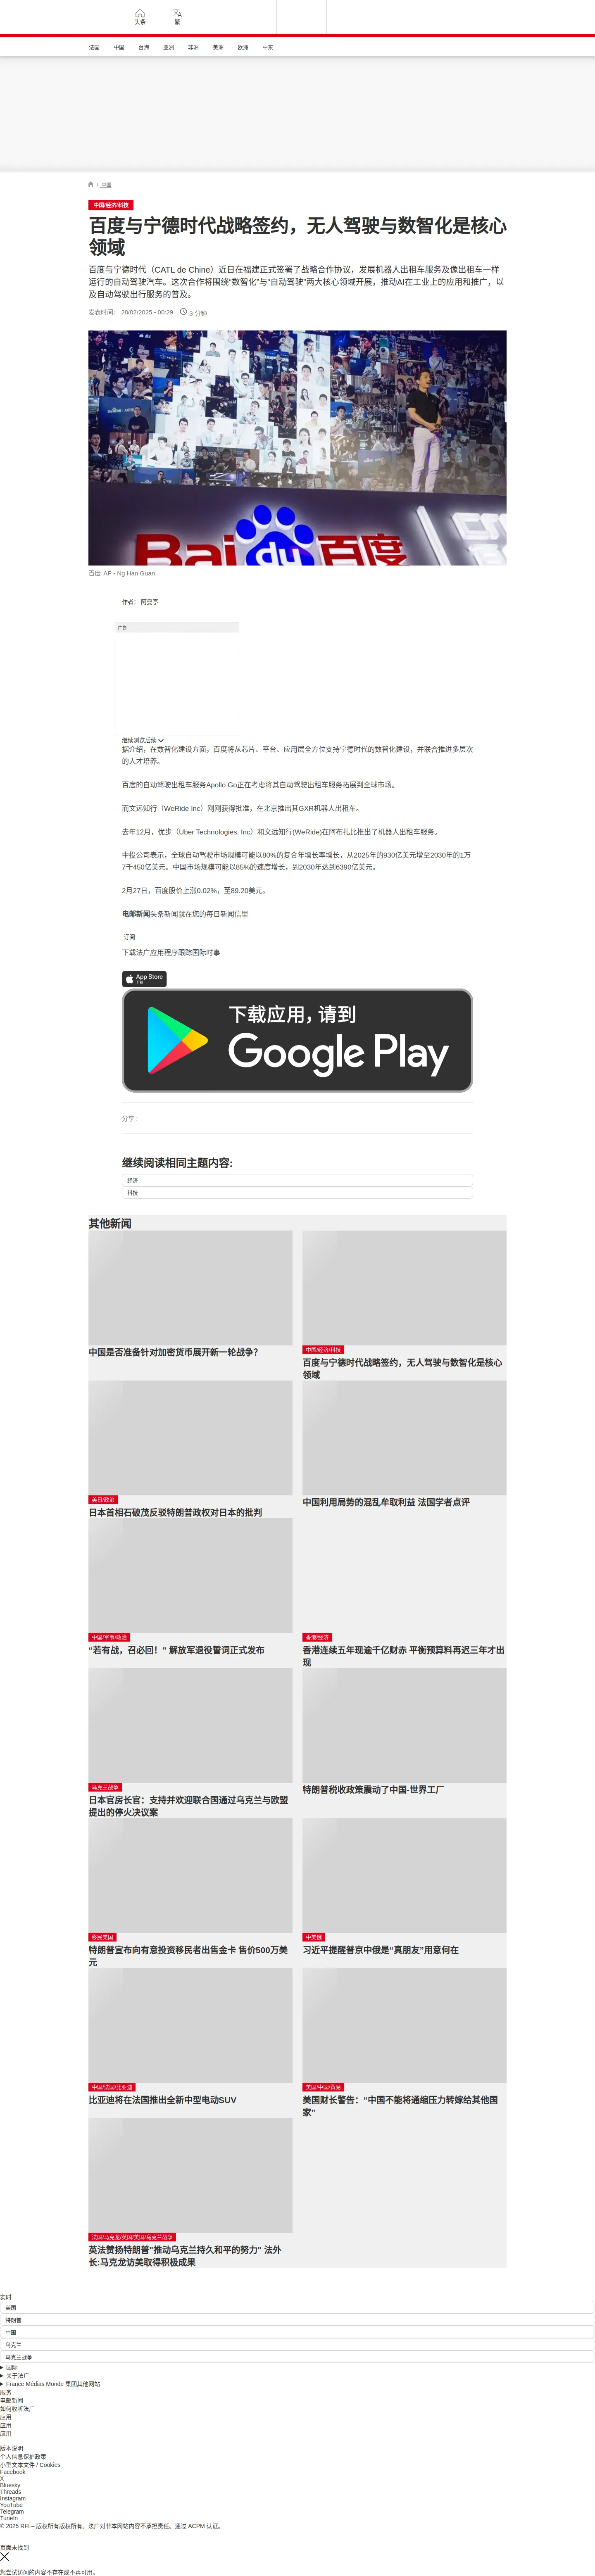 头条
繁
法国
中国
台海
亚洲
非洲
美洲
欧洲
中东
/ 中国
中国/经济/科技
百度与宁德时代战略签约，无人驾驶与数智化是核心
领域
百度与宁德时代（CATL de Chine）近日在福建正式签署了战略合作协议，发展机器人出租车服务及像出租车一样
运行的自动驾驶汽车。这次合作将围绕“数智化”与“自动驾驶”两大核心领域开展，推动AI在工业上的应用和推广，以
及自动驾驶出行服务的普及。
发表时间： 28/02/2025 - 00:29
3 分钟
Bai 百度
百度 AP - Ng Han Guan
作者： 阿曼亭
广告
继续浏览后续
据介绍，在数智化建设方面，百度将从芯片、平台、应用层全方位支持宁德时代的数智化建设，并联合推进多层次
的人才培养。
百度的自动驾驶出租车服务Apollo Go正在考虑将其自动驾驶出租车服务拓展到全球市场。
而文远知行（WeRide Inc）刚刚获得批准，在北京推出其GXR机器人出租车。
去年12月，优步（Uber Technologies, Inc）和文远知行(WeRide)在阿布扎比推出了机器人出租车服务。
中投公司表示，全球自动驾驶市场规模可能以80%的复合年增长率增长，从2025年的930亿美元增至2030年的1万
7千450亿美元。中国市场规模可能以85%的速度增长，到2030年达到6390亿美元。
2月27日，百度股价上涨0.02%，至89.20美元。
电邮新闻头条新闻就在您的每日新闻信里
订阅
下载法广应用程序跟踪国际时事
App Store
下载
下载应用，请到
Google Play
分享 :
继续阅读相同主题内容:
经济
科技
其他新闻
中国是否准备针对加密货币展开新一轮战争?
中国/经济/科技
百度与宁德时代战略签约，无人驾驶与数智化是核心
领域
美日/政治
日本首相石破茂反驳特朗普政权对日本的批判
中国利用局势的混乱牟取利益 法国学者点评
中国/军事/政治
“若有战，召必回！” 解放军退役誓词正式发布
香港/经济
香港连续五年现逾千亿财赤 平衡预算料再迟三年才出
现
乌克兰战争
日本官房长官：支持并欢迎联合国通过乌克兰与欧盟
提出的停火决议案
特朗普税收政策震动了中国-世界工厂
移民美国
特朗普宣布向有意投资移民者出售金卡 售价500万美
元
中美俄
习近平提醒普京中俄是"真朋友"用意何在
中国/法国/比亚迪
比亚迪将在法国推出全新中型电动SUV
美国/中国/贸易
美国财长警告：“中国不能将通缩压力转嫁给其他国
家”
法国/马克龙/英国/美国/乌克兰战争
英法赞扬特朗普"推动乌克兰持久和平的努力" 法外
长:马克龙访美取得积极成果
实时
美国
特朗普
中国
乌克兰
乌克兰战争
国际
关于法广
France Médias Monde 集团其他网站
服务
电邮新闻
如何收听法广
应用
应用
应用
版本说明
个人信息保护政策
小型文本文件 / Cookies
Facebook
X
Bluesky
Threads
Instagram
YouTube
Telegram
TuneIn
© 2025 RFI – 版权所有版权所有。法广对非本网站内容不承担责任。通过 ACPM 认证。
页面未找到
您尝试访问的内容不存在或不再可用。